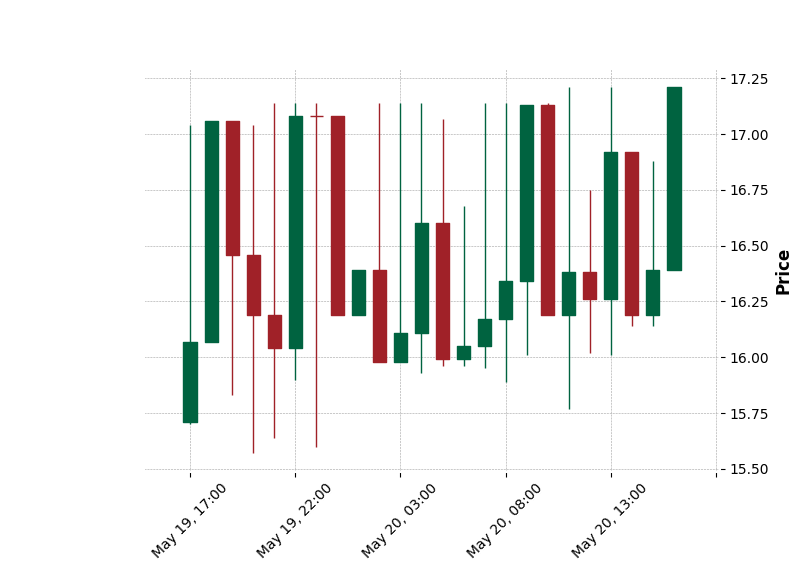 17.25
17.00
16.75
16.50
16.25
16.00
15.75
15.50
Price
May 19, 17:00
May 19, 22:00
May 20, 03:00
May 20, 08:00
May 20, 13:00